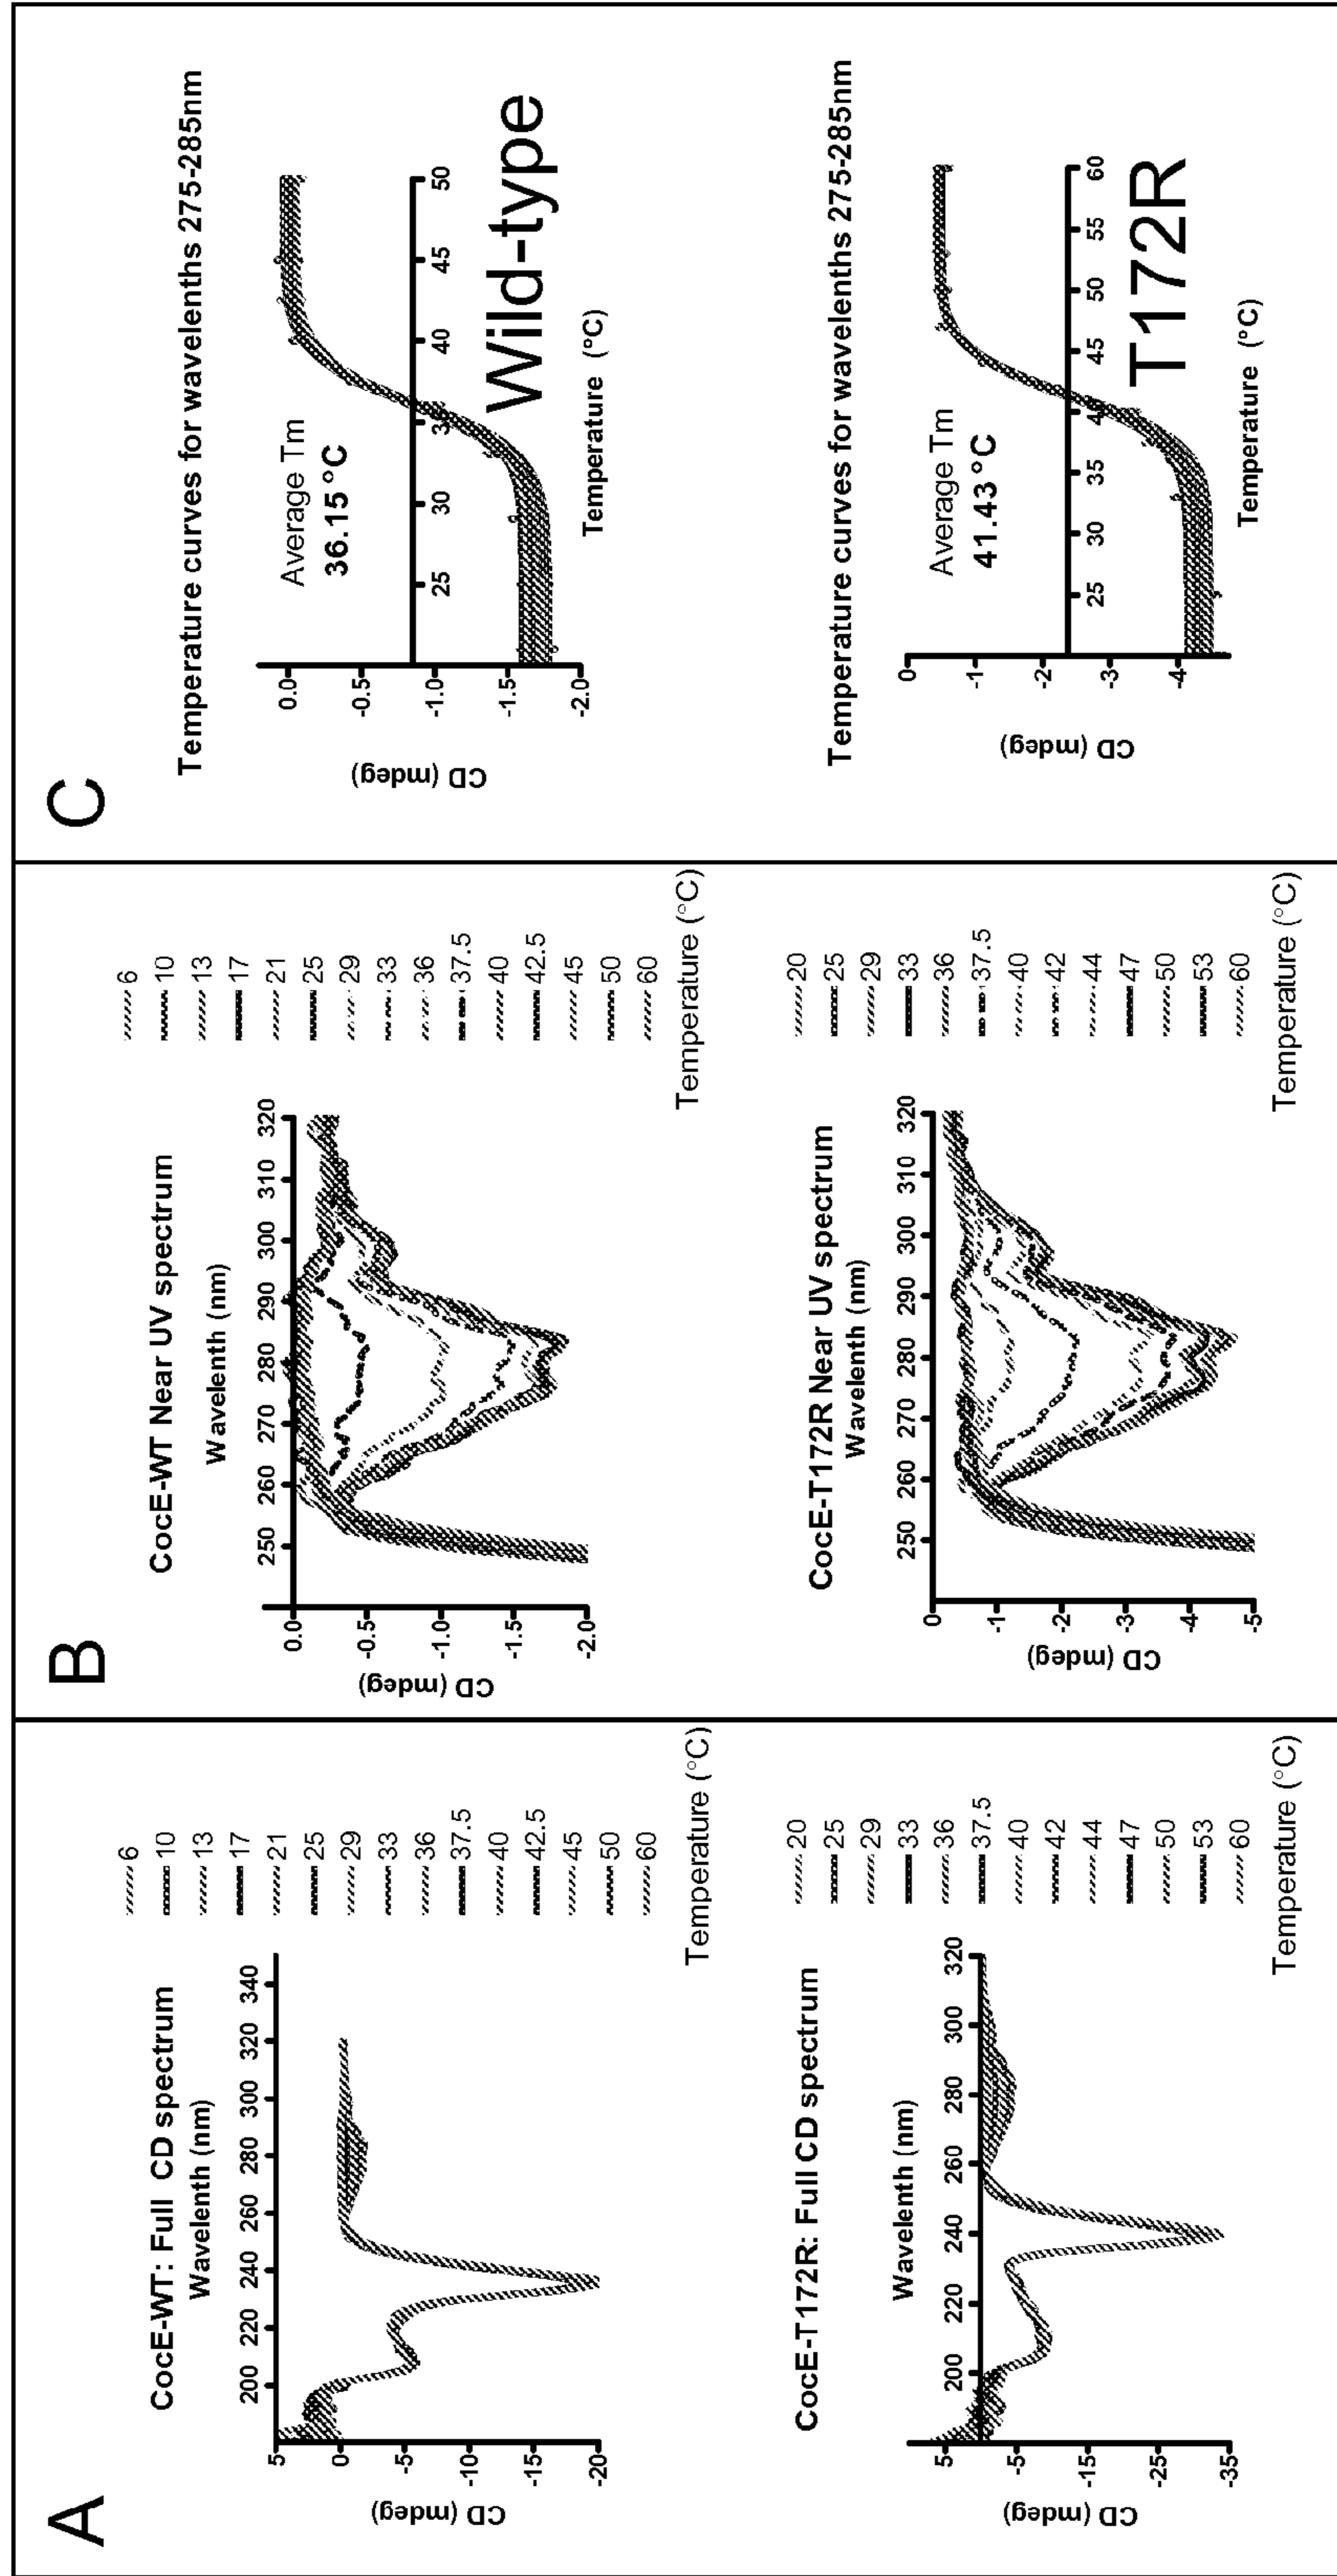 A
CocE-WT: Full CD spectrum
Wavelenth (nm)
200 220 240 260 280 300 320 340
5
0
-5
-10
-15
-20
CD (mdeg)
6
10
13
17
21
25
29
33
36
37.5
40
42.5
45
50
60
Temperature (°C)
CocE-T172R: Full CD spectrum
Wavelenth (nm)
200 220 240 260 280 300 320
5
-5
-15
-25
-35
CD (mdeg)
20
25
29
33
36
37.5
40
42
44
47
50
53
60
Temperature (°C)
B
CocE-WT Near UV spectrum
Wavelenth (nm)
250 260 270 280 290 300 310 320
0.0
-0.5
-1.0
-1.5
-2.0
CD (mdeg)
6
10
13
17
21
25
29
33
36
37.5
40
42.5
45
50
60
Temperature (°C)
CocE-T172R Near UV spectrum
Wavelenth (nm)
250 260 270 280 290 300 310 320
0
-1
-2
-3
-4
-5
CD (mdeg)
20
25
29
33
36
37.5
40
42
44
47
50
53
60
Temperature (°C)
C
Temperature curves for wavelenths 275-285nm
Average Tm
36.15 °C
0.0
-0.5
-1.0
-1.5
-2.0
CD (mdeg)
25 30 40 45 50
Wild-type
Temperature (°C)
Temperature curves for wavelenths 275-285nm
Average Tm
41.43 °C
0
-1
-2
-3
-4
CD (mdeg)
25 30 35 40 45 50 55 60
T172R
Temperature (°C)